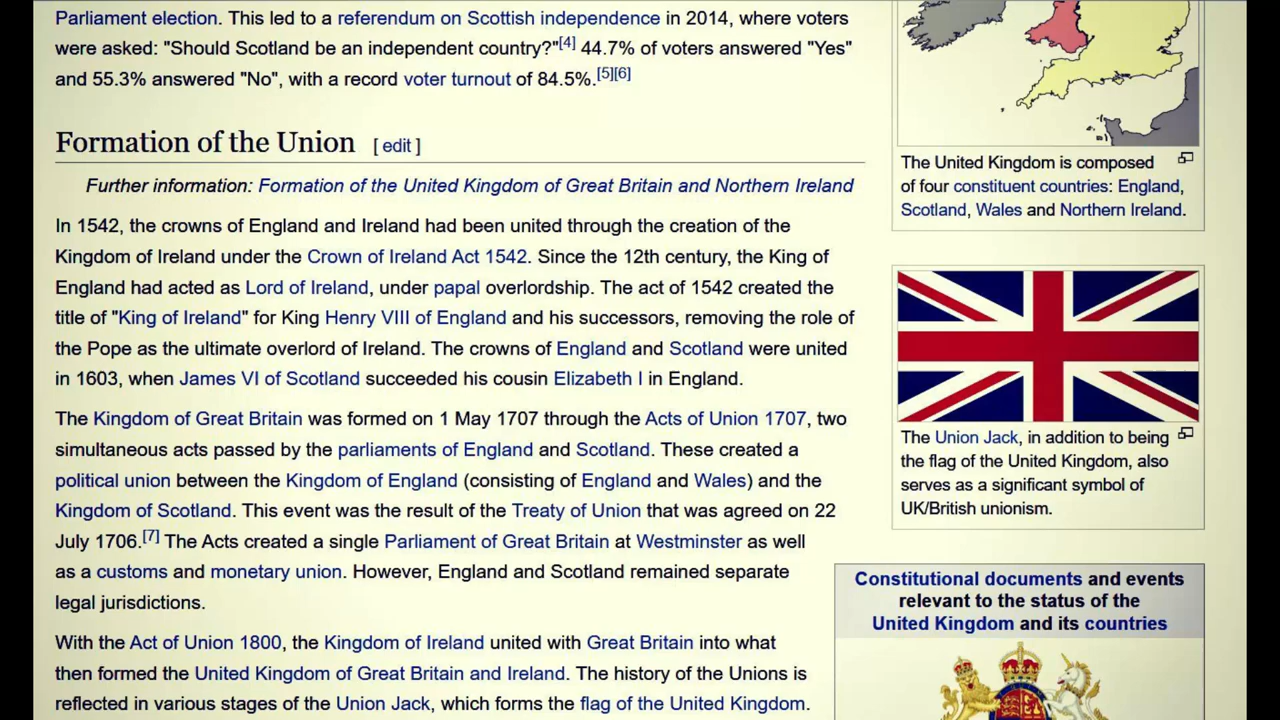 Parliament election. This led to a referendum on Scottish independence in 2014, where voters
were asked: "Should Scotland be an independent country?"[4] 44.7% of voters answered "Yes"
and 55.3% answered "No", with a record voter turnout of 84.5%.[5][6]
Formation of the Union [ edit ]
Further information: Formation of the United Kingdom of Great Britain and Northern Ireland
In 1542, the crowns of England and Ireland had been united through the creation of the
Kingdom of Ireland under the Crown of Ireland Act 1542. Since the 12th century, the King of
England had acted as Lord of Ireland, under papal overlordship. The act of 1542 created the
title of "King of Ireland" for King Henry VIII of England and his successors, removing the role of
the Pope as the ultimate overlord of Ireland. The crowns of England and Scotland were united
in 1603, when James VI of Scotland succeeded his cousin Elizabeth I in England.
The Kingdom of Great Britain was formed on 1 May 1707 through the Acts of Union 1707, two
simultaneous acts passed by the parliaments of England and Scotland. These created a
political union between the Kingdom of England (consisting of England and Wales) and the
Kingdom of Scotland. This event was the result of the Treaty of Union that was agreed on 22
July 1706.[7] The Acts created a single Parliament of Great Britain at Westminster as well
as a customs and monetary union. However, England and Scotland remained separate
legal jurisdictions.
With the Act of Union 1800, the Kingdom of Ireland united with Great Britain into what
then formed the United Kingdom of Great Britain and Ireland. The history of the Unions is
reflected in various stages of the Union Jack, which forms the flag of the United Kingdom.
The United Kingdom is composed
of four constituent countries: England,
Scotland, Wales and Northern Ireland.
The Union Jack, in addition to being
the flag of the United Kingdom, also
serves as a significant symbol of
UK/British unionism.
Constitutional documents and events
relevant to the status of the
United Kingdom and its countries